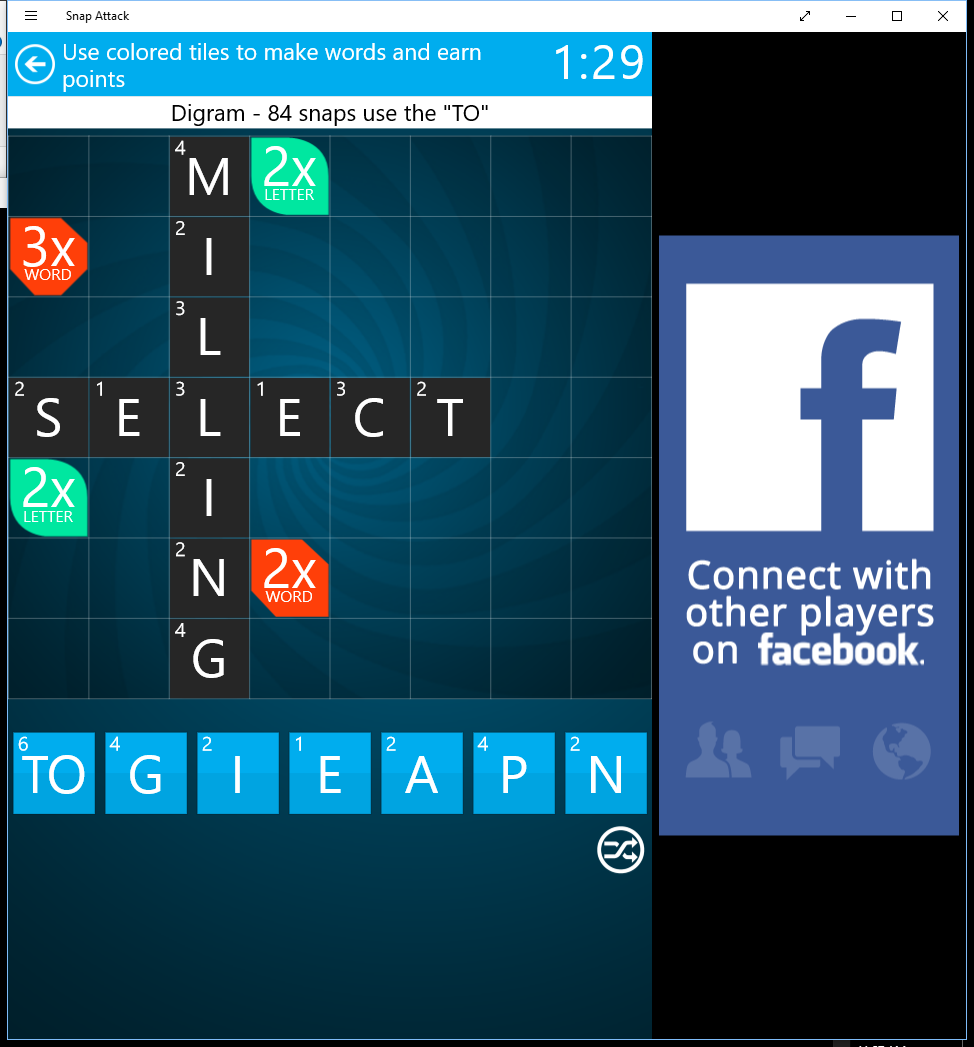 Snap Attack
Use colored tiles to make words and earn
points
1:29
Digram - 84 snaps use the "TO"
4 M 2x LETTER
3x WORD 2 I
3 L
2 S 1 E 3 L 1 E 3 C 2 T
2x LETTER 2 I
2 N 2x WORD
4 G
6 TO 4 G 2 I 1 E 2 A 4 P 2 N
f
Connect with
other players
on facebook.